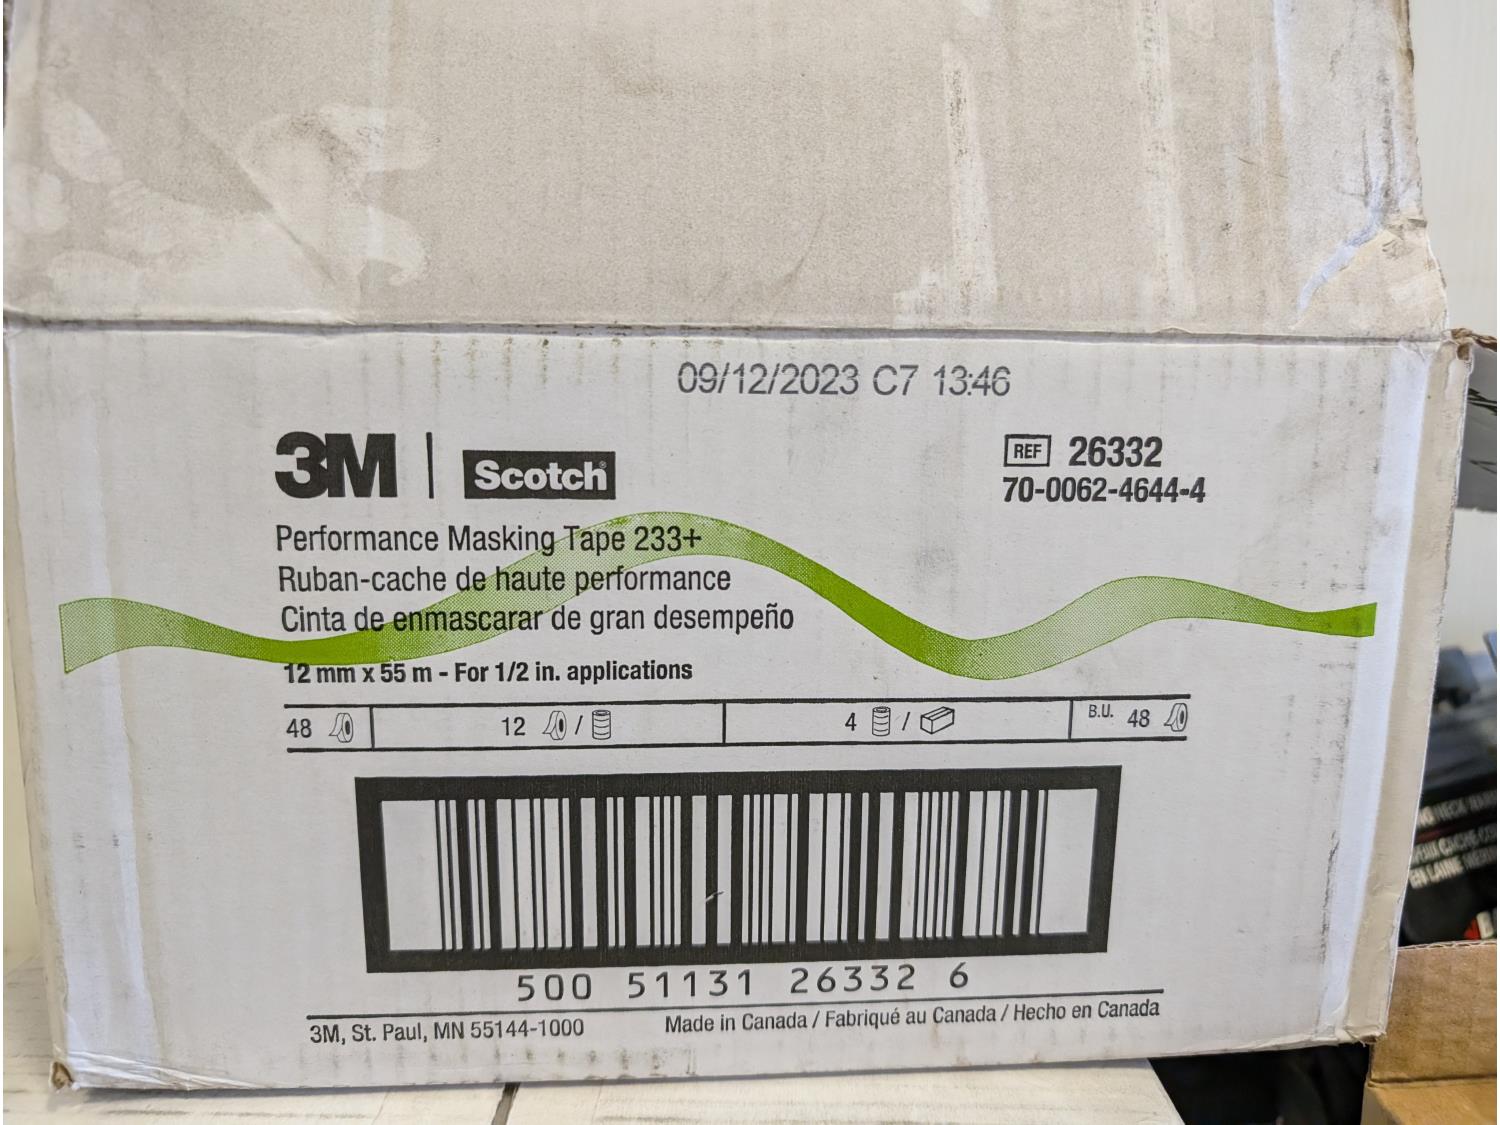 09/12/2023 C7 13:46
3M | Scotch®
REF 26332
70-0062-4644-4
Performance Masking Tape 233+
Ruban-cache de haute performance
Cinta de enmascarar de gran desempeño
12 mm x 55 m - For 1/2 in. applications
48 12 / 4 / B.U. 48
500 51131 26332 6
3M, St. Paul, MN 55144-1000
Made in Canada / Fabriqué au Canada / Hecho en Canada
EN LAINE